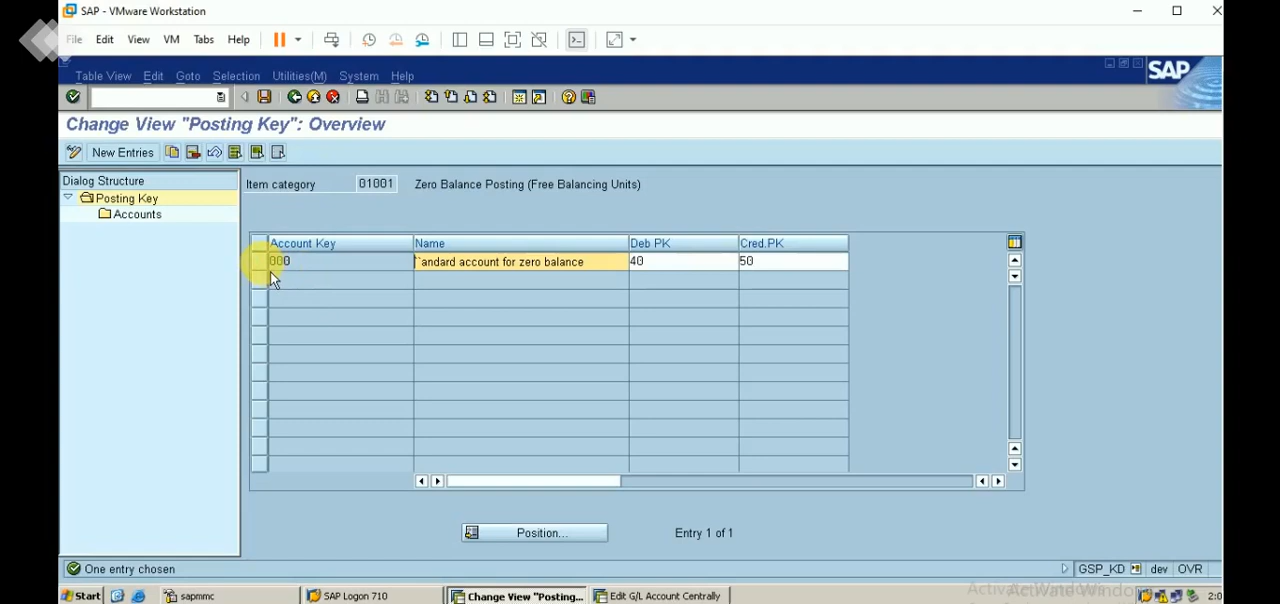 SAP - VMware Workstation
File Edit View VM Tabs Help
Table View Edit Goto Selection Utilities(M) System Help
SAP
Change View "Posting Key": Overview
New Entries
Dialog Structure
Posting Key
Accounts
Item category 01001 Zero Balance Posting (Free Balancing Units)
Account Key Name Deb PK Cred.PK
000 ``andard account for zero balance 40 50
Position... Entry 1 of 1
One entry chosen
GSP_KD dev OVR
Start sapmmc SAP Logon 710 Change View "Posting... Edit G/L Account Centrally 2:0